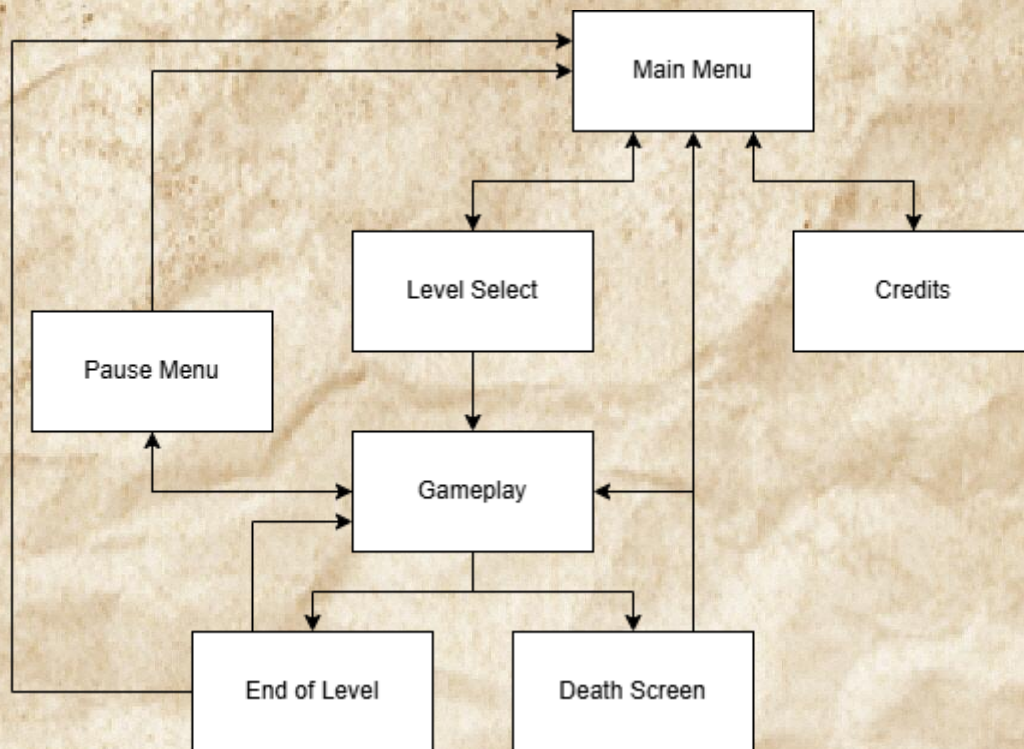 Main Menu
Level Select
Credits
Pause Menu
Gameplay
End of Level
Death Screen